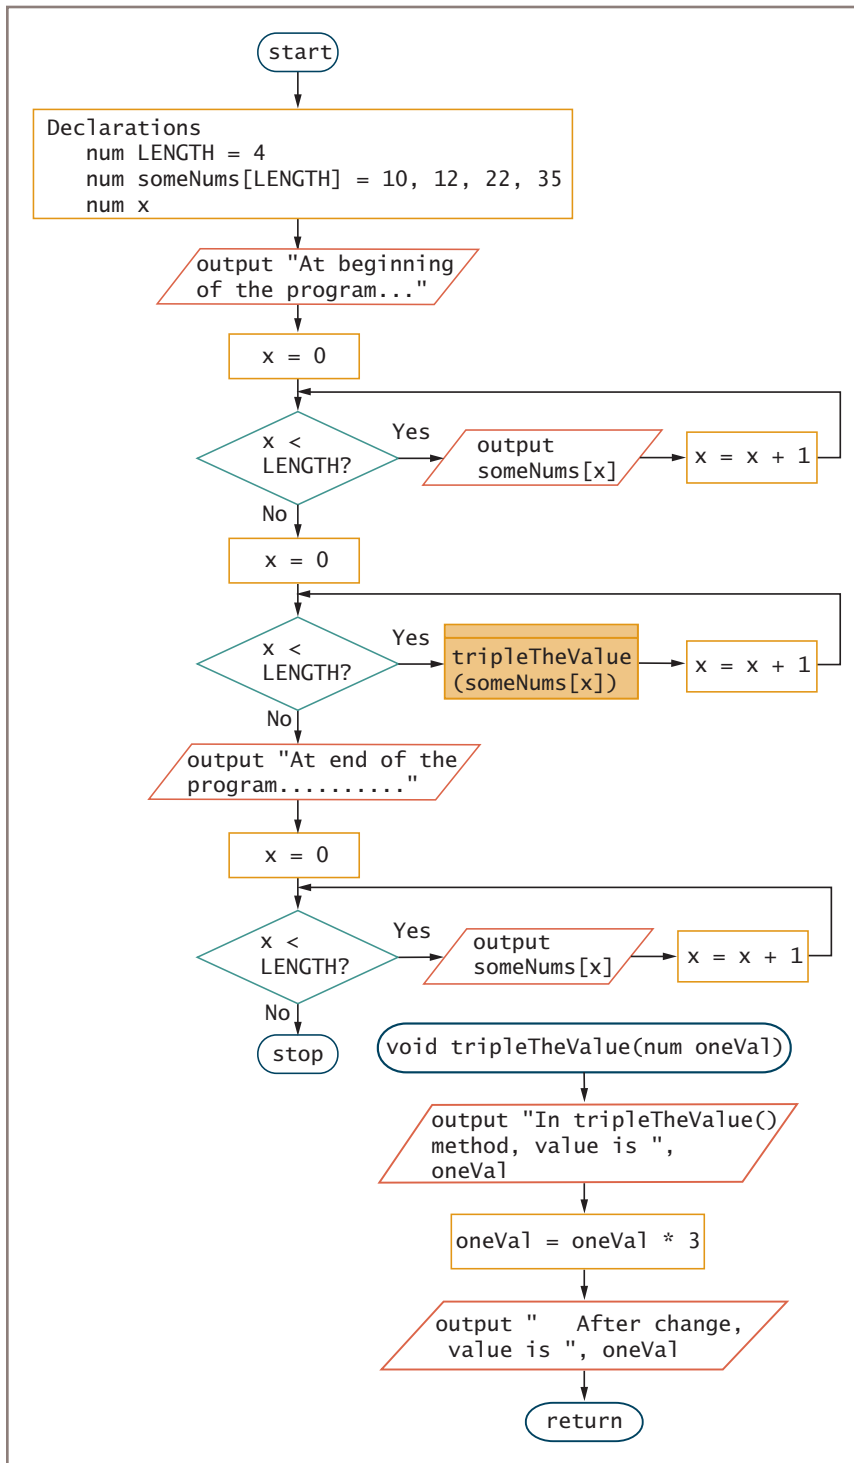 start
Declarations
num LENGTH = 4
num someNums[LENGTH] = 10, 12, 22, 35
num x
output "At beginning
of the program..."
x = 0
x <
LENGTH?
Yes
output
someNums[x]
x = x + 1
No
x = 0
x <
LENGTH?
Yes
tripleTheValue
(someNums[x])
x = x + 1
No
output "At end of the
program.........."
x = 0
x <
LENGTH?
Yes
output
someNums[x]
x = x + 1
No
stop
void tripleTheValue(num oneVal)
output "In tripleTheValue()
method, value is ",
oneVal
oneVal = oneVal * 3
output "   After change,
value is ", oneVal
return